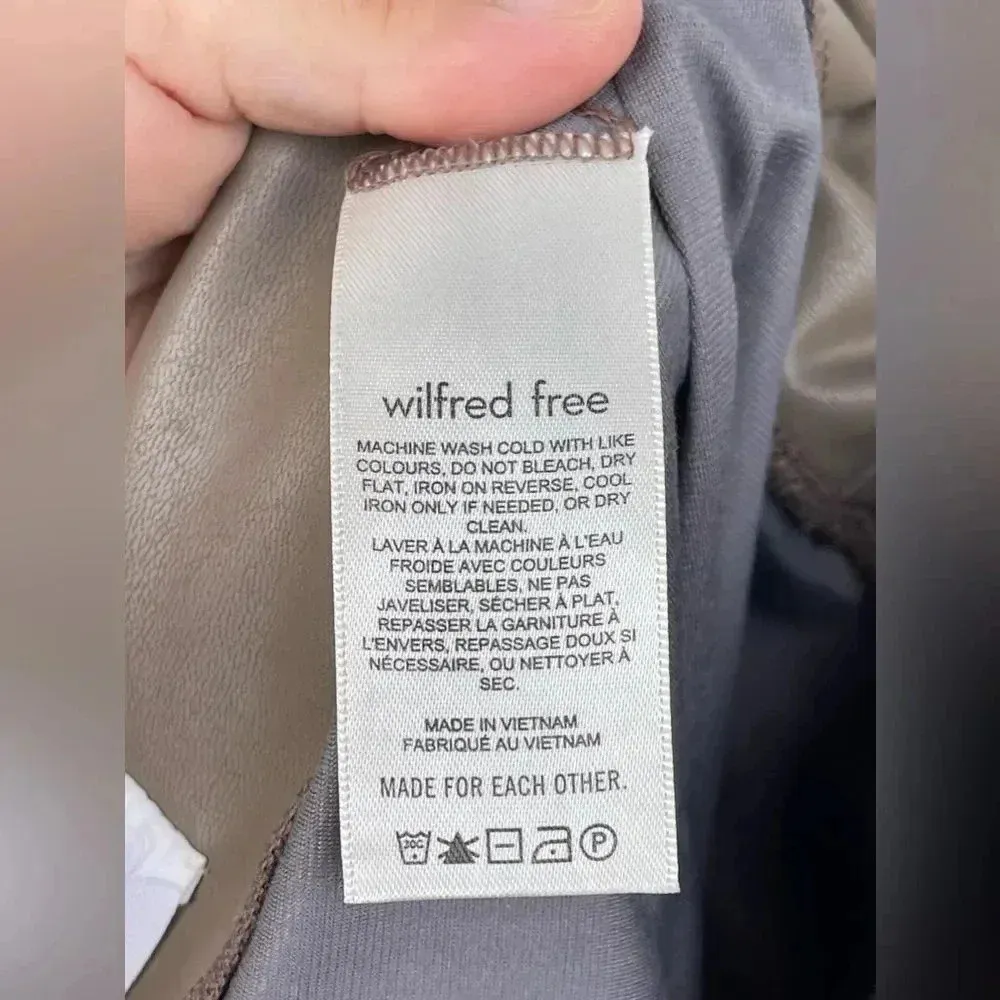 wilfred free
MACHINE WASH COLD WITH LIKE
COLOURS, DO NOT BLEACH, DRY
FLAT, IRON ON REVERSE, COOL
IRON ONLY IF NEEDED, OR DRY
CLEAN.
LAVER À LA MACHINE À L'EAU
FROIDE AVEC COULEURS
SEMBLABLES, NE PAS
JAVELISER, SÉCHER À PLAT,
REPASSER LA GARNITURE À
L'ENVERS, REPASSAGE DOUX SI
NÉCESSAIRE, OU NETTOYER À
SEC.
MADE IN VIETNAM
FABRIQUÉ AU VIETNAM
MADE FOR EACH OTHER.
30C P